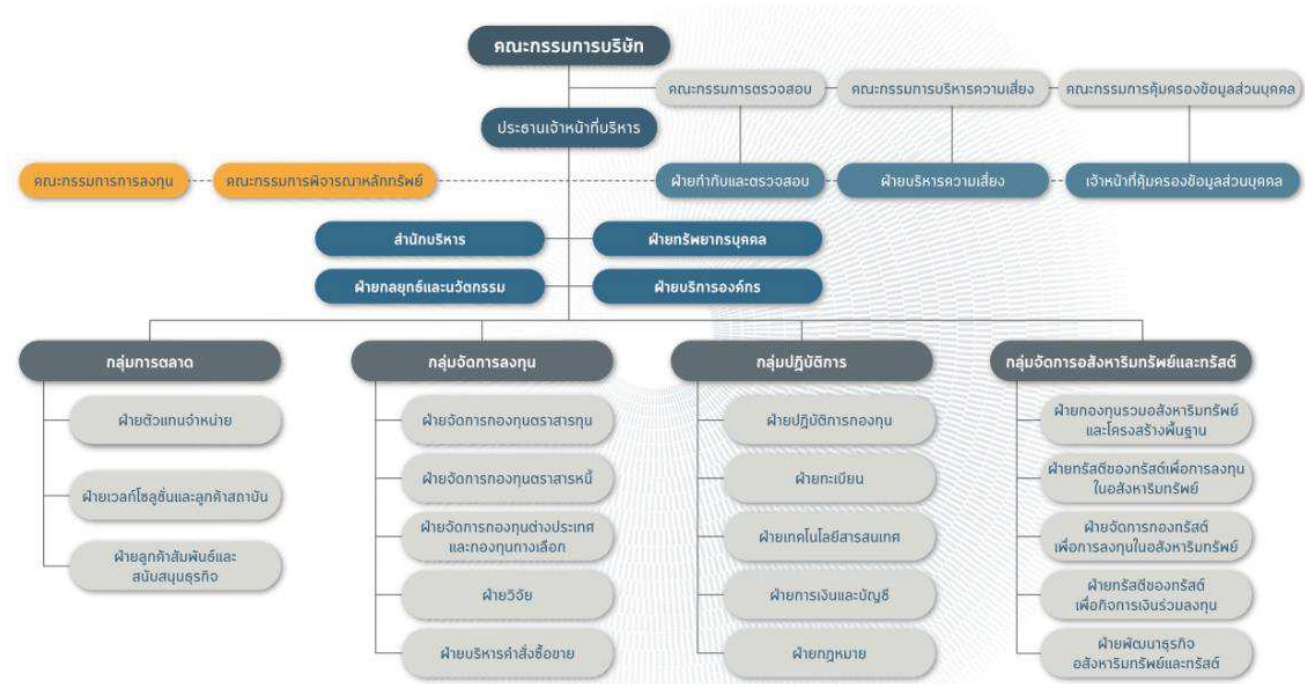 คณะกรรมการบริษัท
คณะกรรมการตรวจสอบ
คณะกรรมการบริหารความเสี่ยง
คณะกรรมการคุ้มครองข้อมูลส่วนบุคคล
ประธานเจ้าหน้าที่บริหาร
คณะกรรมการการลงทุน
คณะกรรมการพิจารณาหลักทรัพย์
ฝ่ายกำกับและตรวจสอบ
ฝ่ายบริหารความเสี่ยง
เจ้าหน้าที่คุ้มครองข้อมูลส่วนบุคคล
สำนักบริหาร
ฝ่ายทรัพยากรบุคคล
ฝ่ายกลยุทธ์และนวัตกรรม
ฝ่ายบริการองค์กร
กลุ่มการตลาด
ฝ่ายตัวแทนจำหน่าย
ฝ่ายเวลท์โซลูชั่นและลูกค้าสถาบัน
ฝ่ายลูกค้าสัมพันธ์และ
สนับสนุนธุรกิจ
กลุ่มจัดการลงทุน
ฝ่ายจัดการกองทุนตราสารทุน
ฝ่ายจัดการกองทุนตราสารหนี้
ฝ่ายจัดการกองทุนต่างประเทศ
และกองทุนทางเลือก
ฝ่ายวิจัย
ฝ่ายบริหารคำสั่งซื้อขาย
กลุ่มปฏิบัติการ
ฝ่ายปฏิบัติการกองทุน
ฝ่ายทะเบียน
ฝ่ายเทคโนโลยีสารสนเทศ
ฝ่ายการเงินและบัญชี
ฝ่ายกฎหมาย
กลุ่มจัดการอสังหาริมทรัพย์และทรัสต์
ฝ่ายกองทุนรวมอสังหาริมทรัพย์
และโครงสร้างพื้นฐาน
ฝ่ายทรัสตีของทรัสต์เพื่อการลงทุน
ในอสังหาริมทรัพย์
ฝ่ายจัดการกองทรัสต์
เพื่อการลงทุนในอสังหาริมทรัพย์
ฝ่ายทรัสตีของทรัสต์
เพื่อกิจการเงินร่วมลงทุน
ฝ่ายพัฒนาธุรกิจ
อสังหาริมทรัพย์และทรัสต์